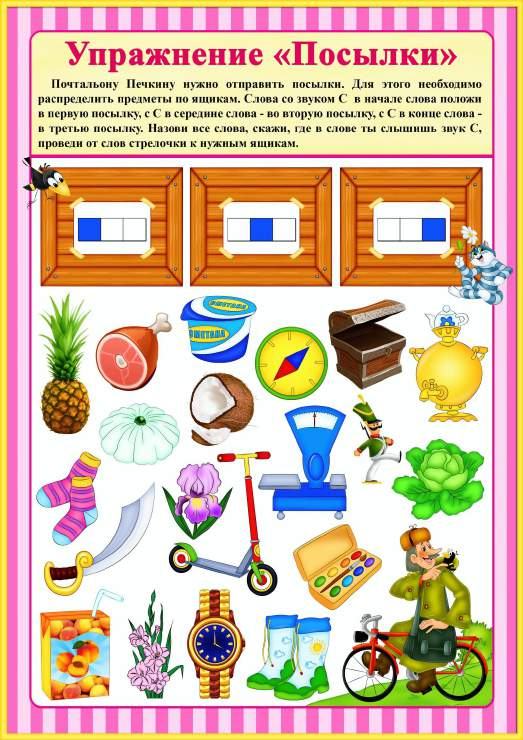 Упражнение «Посылки»
Почтальону Печкину нужно отправить посылки. Для этого необходимо
распределить предметы по ящикам. Слова со звуком С в начале слова положи
в первую посылку, с С в середине слова - во вторую посылку, с С в конце слова -
в третью посылку. Назови все слова, скажи, где в слове ты слышишь звук С,
проведи от слов стрелочки к нужным ящикам.
СМЕТАНА
СМЕТАНА